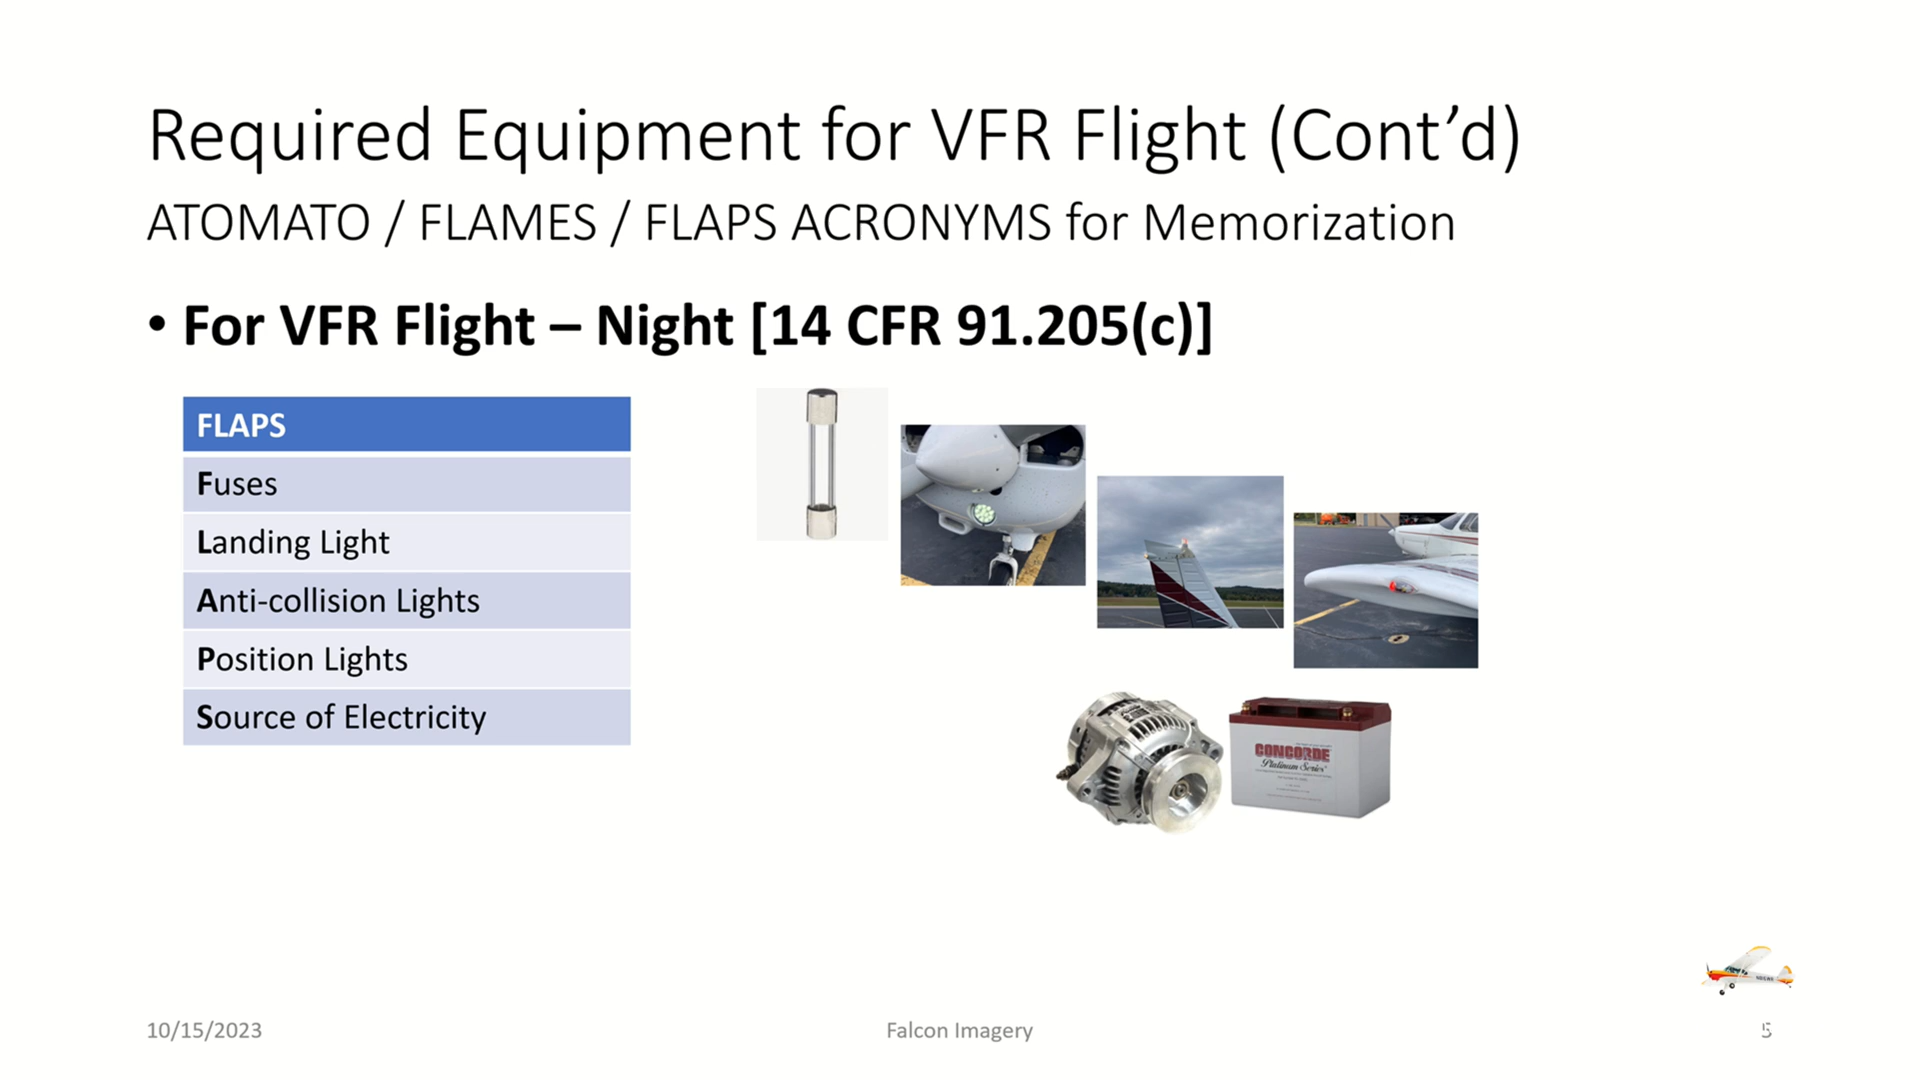 Required Equipment for VFR Flight (Cont’d)
ATOMATO / FLAMES / FLAPS ACRONYMS for Memorization
• For VFR Flight – Night [14 CFR 91.205(c)]
FLAPS
Fuses
Landing Light
Anti-collision Lights
Position Lights
Source of Electricity
CONCORDE
Platinum Series
10/15/2023
Falcon Imagery
5